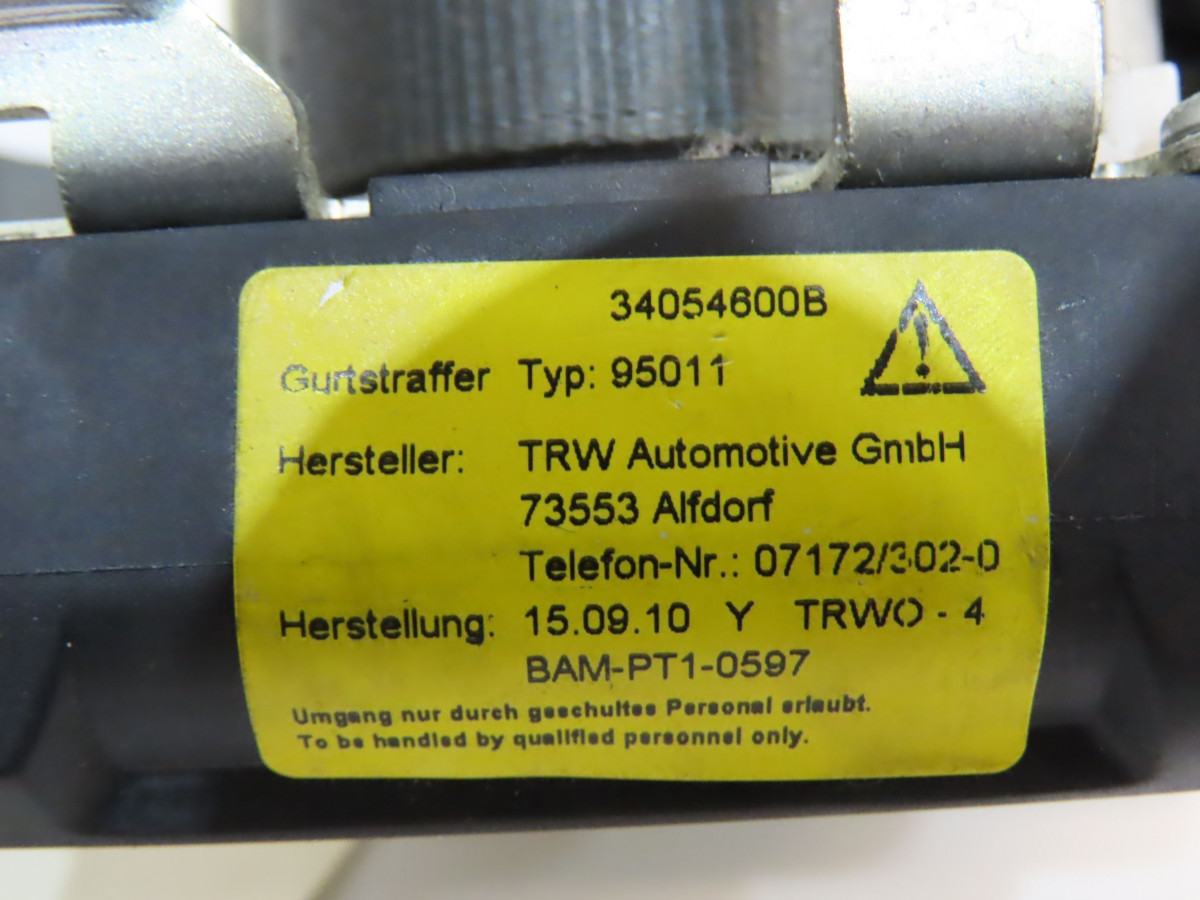 34054600B
Gurtstraffer Typ: 95011
Hersteller: TRW Automotive GmbH
73553 Alfdorf
Telefon-Nr.: 07172/302-0
Herstellung: 15.09.10 Y TRWO - 4
BAM-PT1-0597
Umgang nur durch geschultes Personal erlaubt.
To be handled by qualified personnel only.